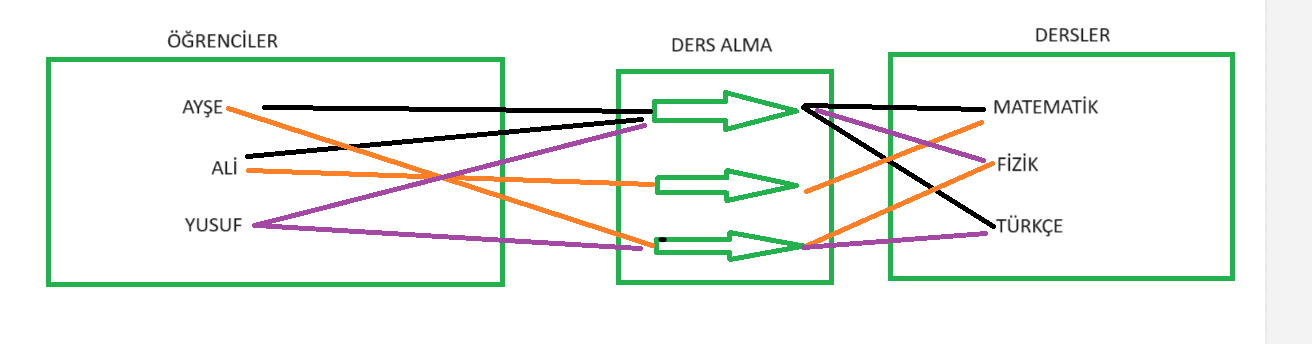 ÖĞRENCİLER
DERS ALMA
DERSLER
AYŞE
MATEMATİK
ALİ
FİZİK
YUSUF
TÜRKÇE